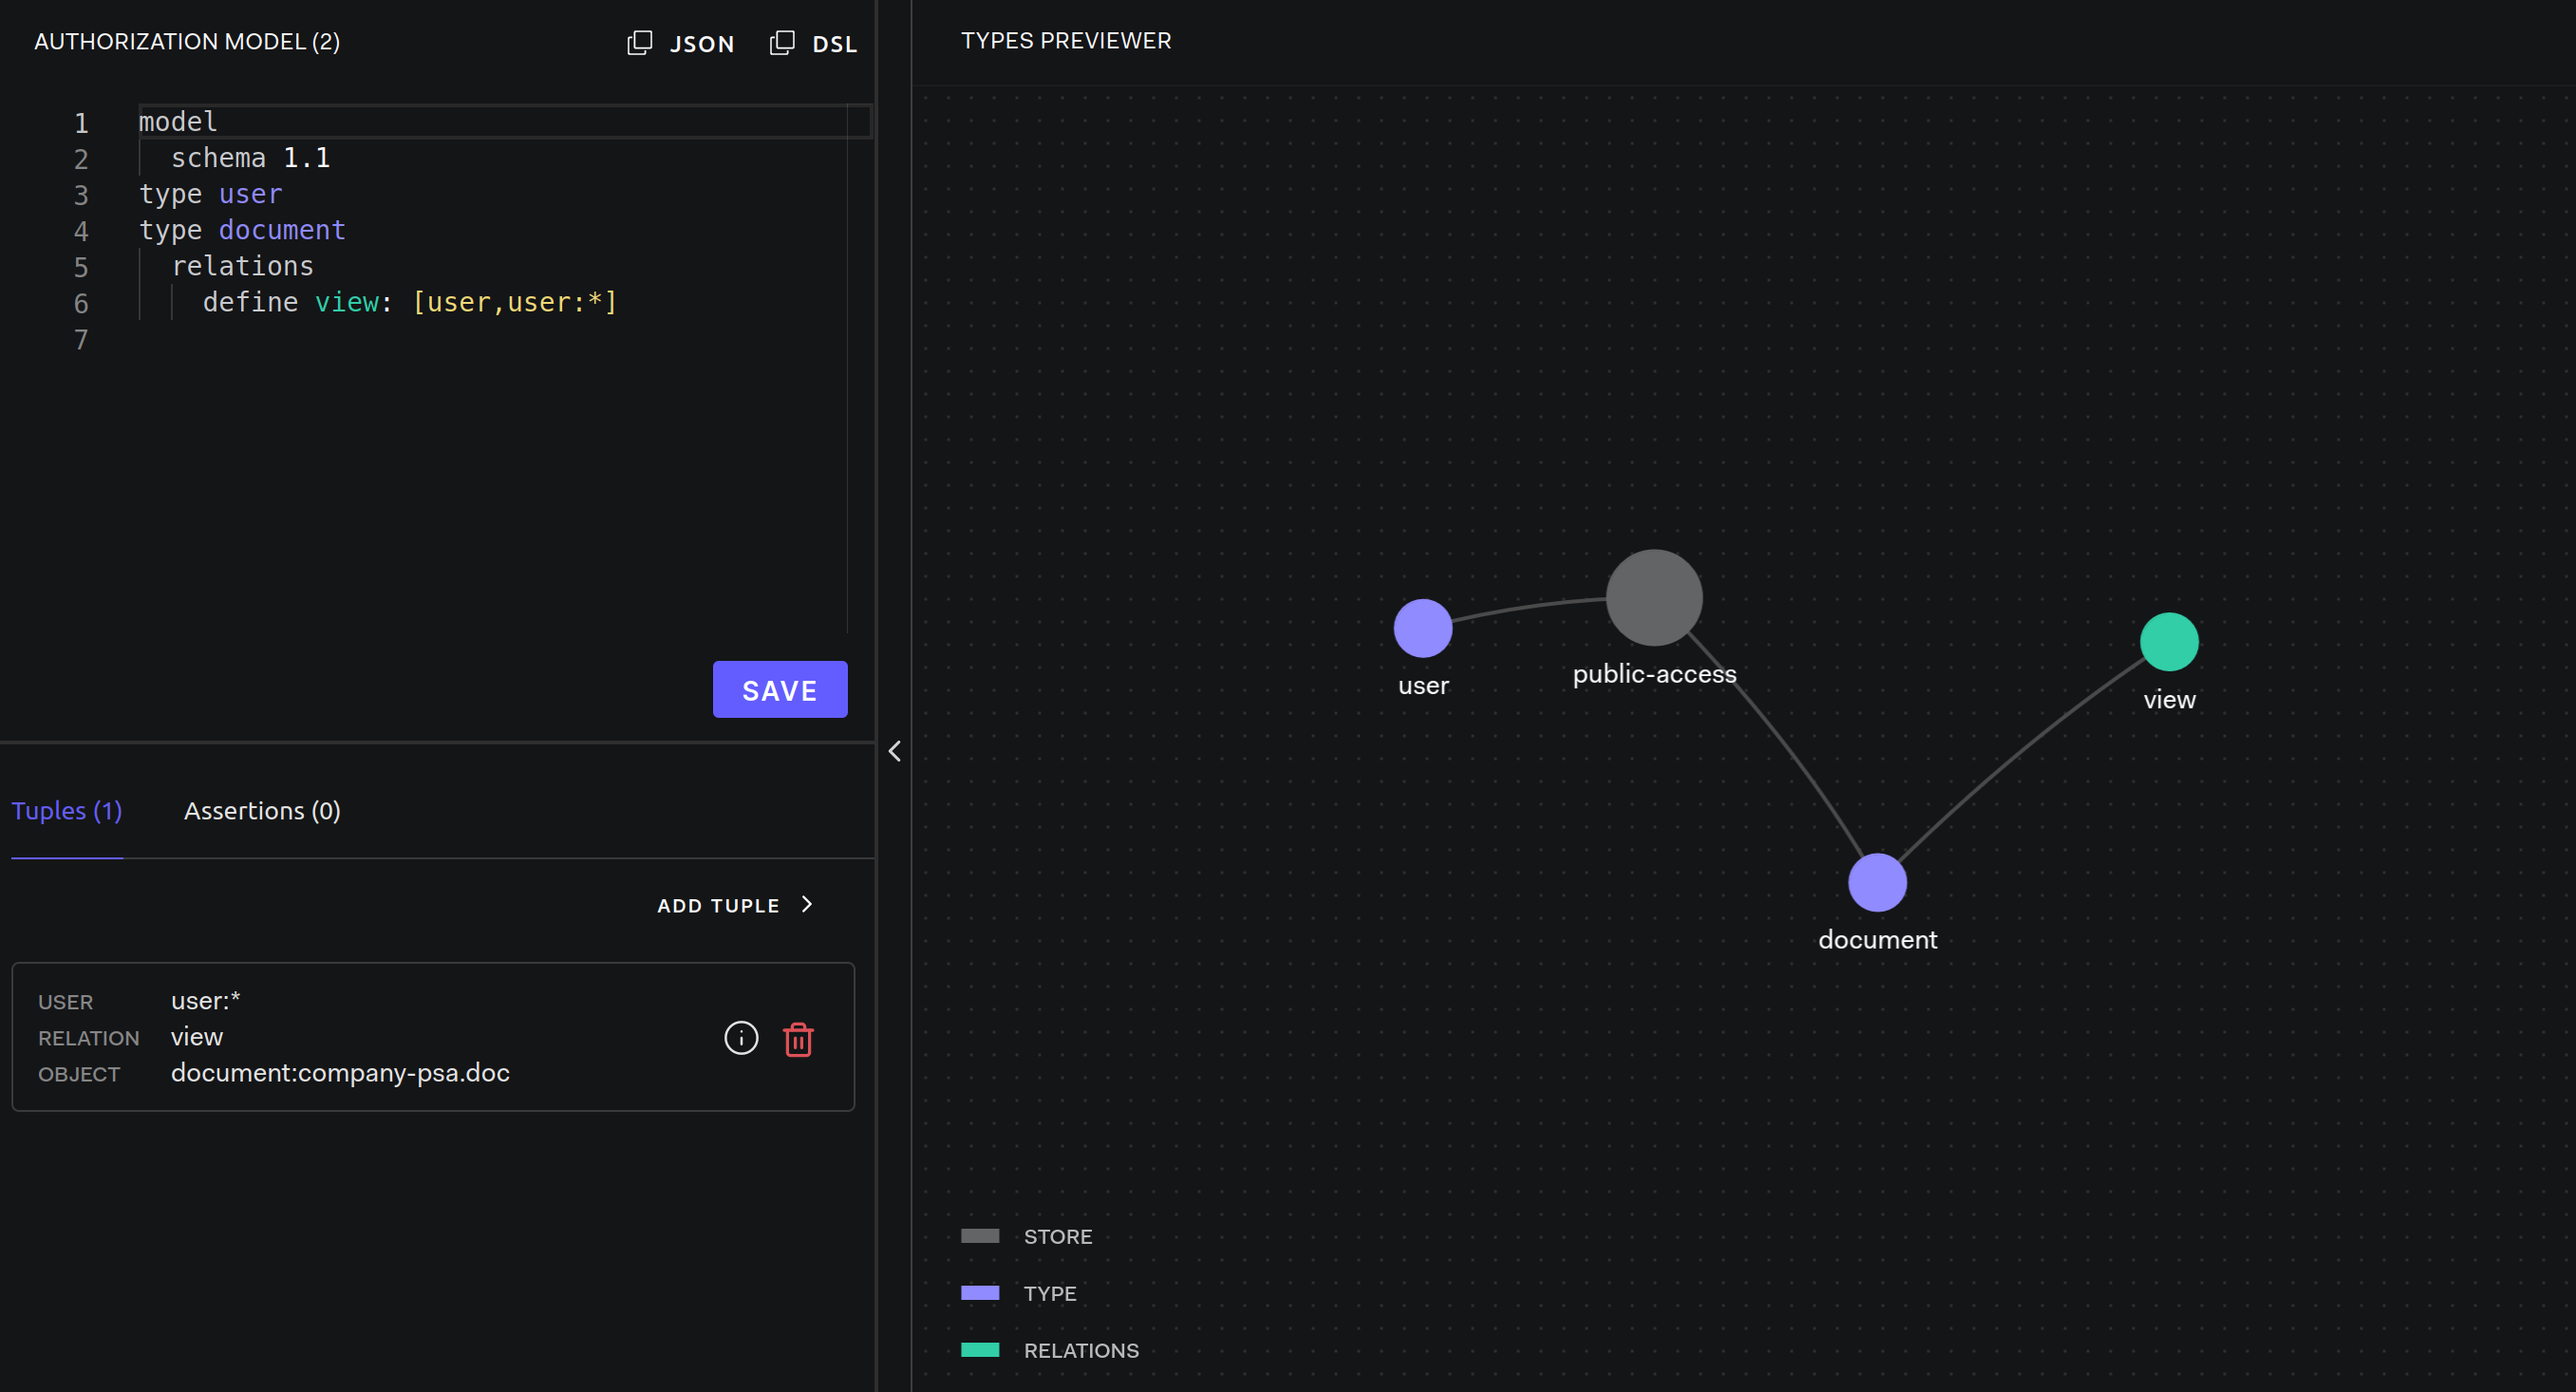 AUTHORIZATION MODEL (2)
JSON
DSL
1 model
2 schema 1.1
3 type user
4 type document
5 relations
6 define view: [user,user:*]
7
SAVE
Tuples (1)
Assertions (0)
ADD TUPLE
USER user:*
RELATION view
OBJECT document:company-psa.doc
TYPES PREVIEWER
user
public-access
view
document
STORE
TYPE
RELATIONS